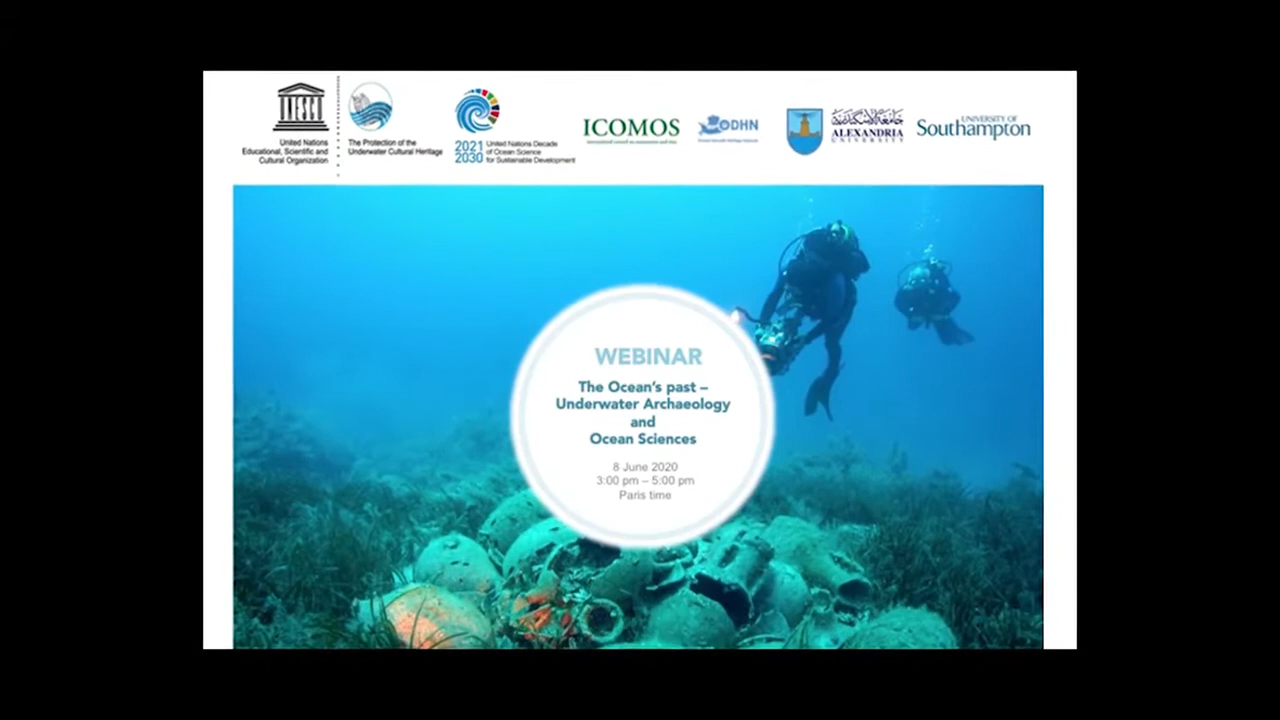 UNESCO
United Nations
Educational, Scientific and
Cultural Organization
The Protection of the
Underwater Cultural Heritage
2021
2030
United Nations Decade
of Ocean Science
for Sustainable Development
ICOMOS
ODHN
جامعة الإسكندرية
ALEXANDRIA
UNIVERSITY
UNIVERSITY OF
Southampton
WEBINAR
The Ocean's past –
Underwater Archaeology
and
Ocean Sciences
8 June 2020
3:00 pm – 5:00 pm
Paris time